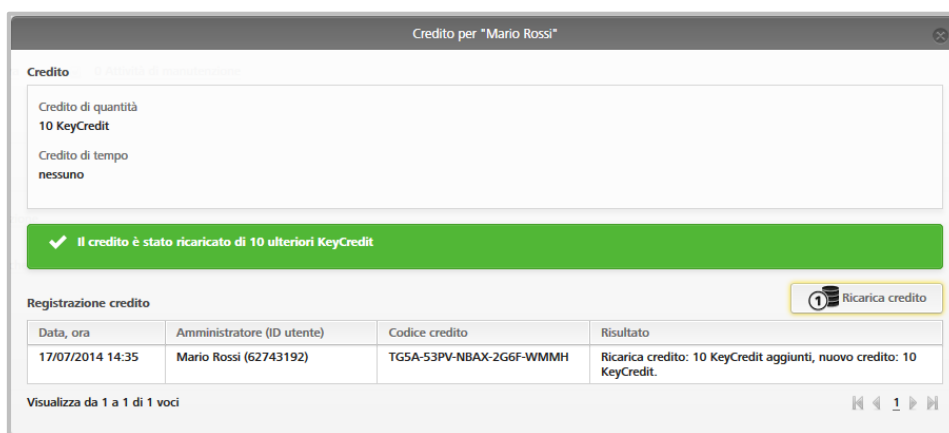 Credito per "Mario Rossi"
Credito
Credito di quantità
10 KeyCredit
Credito di tempo
nessuno
Il credito è stato ricaricato di 10 ulteriori KeyCredit
Registrazione credito
1 Ricarica credito
Data, ora Amministratore (ID utente) Codice credito Risultato
17/07/2014 14:35 Mario Rossi (62743192) TG5A-53PV-NBAX-2G6F-WMMH Ricarica credito: 10 KeyCredit aggiunti, nuovo credito: 10
KeyCredit.
Visualizza da 1 a 1 di 1 voci 1